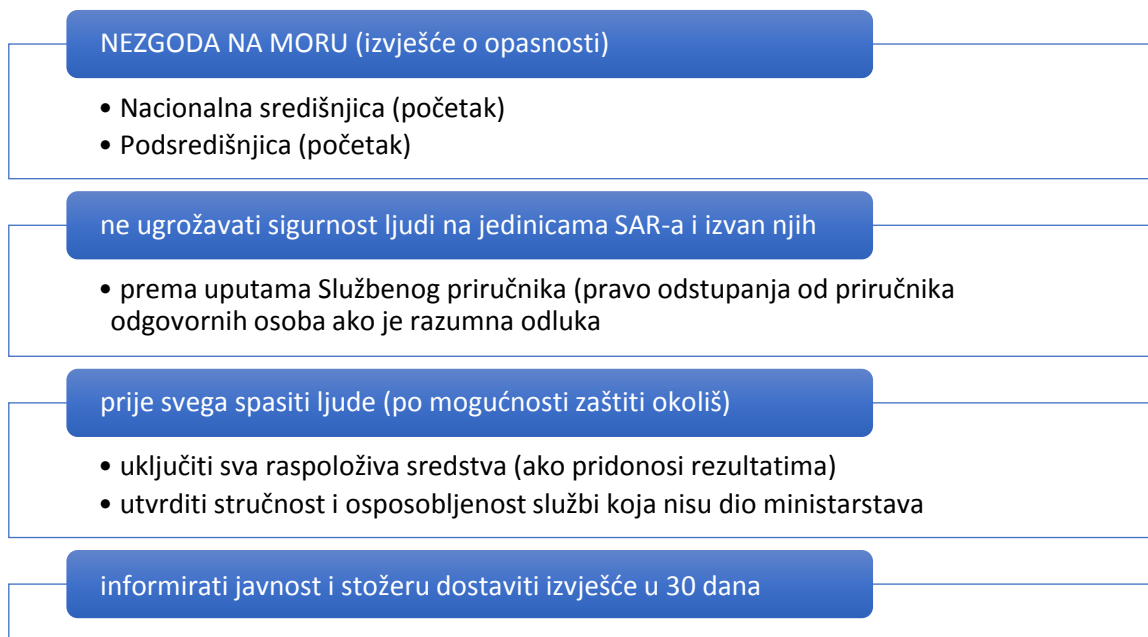 NEZGODA NA MORU (izvješće o opasnosti)
• Nacionalna središnjica (početak)
• Podsredišnjica (početak)
ne ugrožavati sigurnost ljudi na jedinicama SAR-a i izvan njih
• prema uputama Službenog priručnika (pravo odstupanja od priručnika
odgovornih osoba ako je razumna odluka
prije svega spasiti ljude (po mogućnosti zaštiti okoliš)
• uključiti sva raspoloživa sredstva (ako pridonosi rezultatima)
• utvrditi stručnost i osposobljenost službi koja nisu dio ministarstava
informirati javnost i stožeru dostaviti izvješće u 30 dana